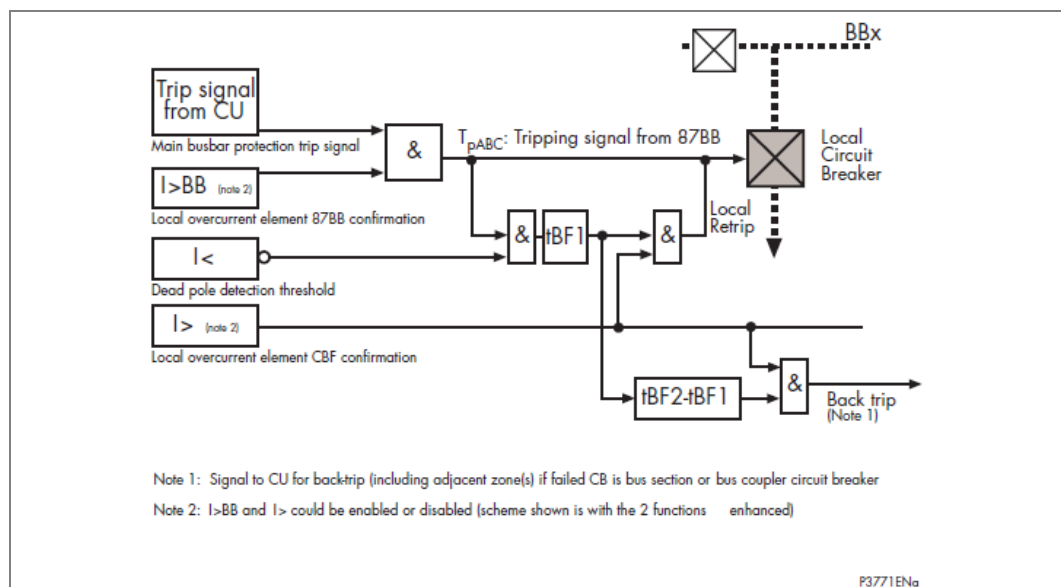 BBx
Trip signal
from CU
Main busbar protection trip signal
&
TpABC: Tripping signal from 87BB
Local
Circuit
Breaker
I>BB (note 2)
Local overcurrent element 87BB confirmation
Local
Retrip
&
tBF1
&
I<
Dead pole detection threshold
I> (note 2)
Local overcurrent element CBF confirmation
tBF2-tBF1
&
Back trip
(Note 1)
Note 1: Signal to CU for back-trip (including adjacent zone(s) if failed CB is bus section or bus coupler circuit breaker
Note 2: I>BB and I> could be enabled or disabled (scheme shown is with the 2 functions enhanced)
P3771ENa